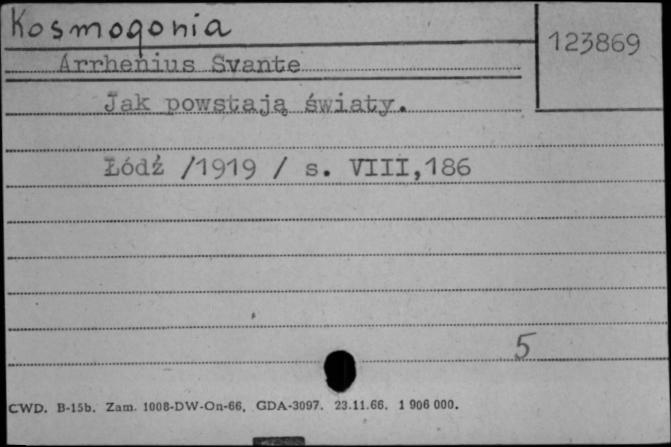 Kosmogonia
123869
Arrhenius Svante
Jak powstają światy.
Łódź /1919 / s. VIII,186
5
CWD. B-15b. Zam. 1008-DW-On-66. GDA-3097. 23.11.66. 1 906 000.